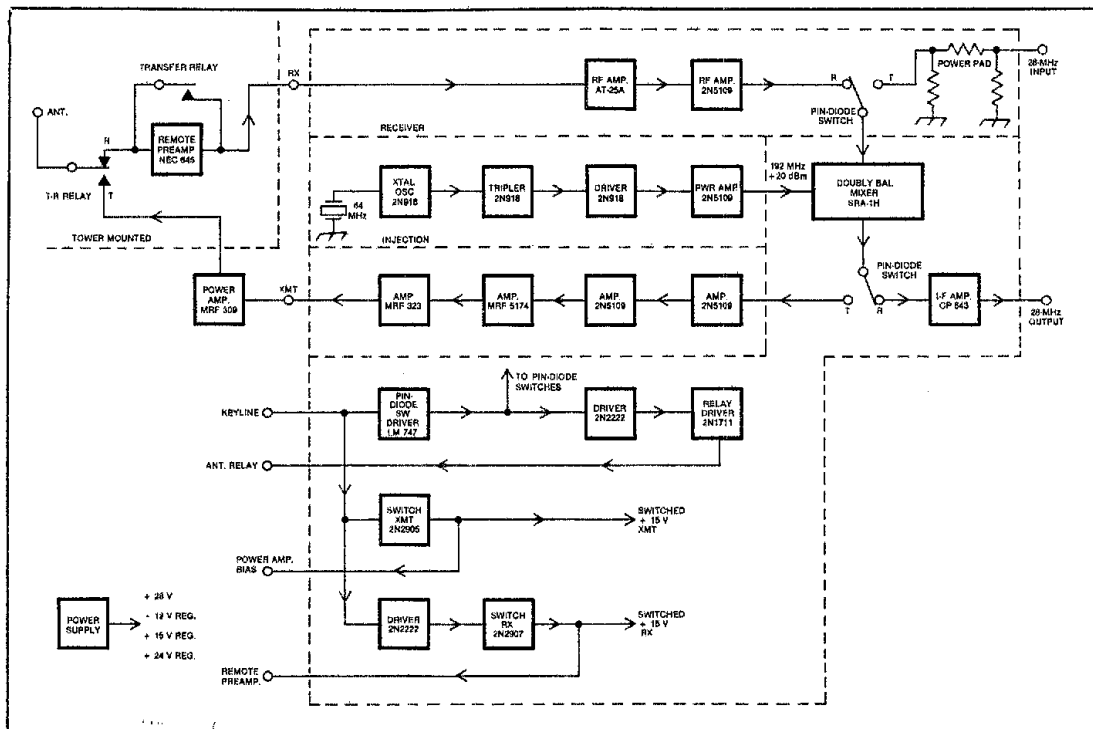 TRANSFER RELAY
ANT.
R
REMOTE
PREAMP
NEC 645
T-R RELAY
T
TOWER MOUNTED
RX
RF AMP.
AT-25A
RF AMP.
2N5109
R
T
PIN-DIODE
SWITCH
POWER PAD
28-MHz
INPUT
RECEIVER
64
MHz
XTAL
OSC
2N918
TRIPLER
2N918
DRIVER
2N918
PWR AMP.
2N5109
192 MHz
+20 dBm
DOUBLY BAL
MIXER
SRA-1H
INJECTION
POWER
AMP.
MRF 309
XMT
AMP
MRF 323
AMP.
MRF 5174
AMP.
2N5109
AMP.
2N5109
PIN-DIODE
SWITCH
T
R
I-F AMP.
CP 643
28-MHz
OUTPUT
TO PIN-DIODE
SWITCHES
KEYLINE
PIN-
DIODE
SW
DRIVER
LM 747
DRIVER
2N2222
RELAY
DRIVER
2N1711
ANT. RELAY
SWITCH
XMT
2N2905
SWITCHED
+ 15 V
XMT
POWER AMP.
BIAS
POWER
SUPPLY
+ 28 V
- 12 V REG.
+ 15 V REG.
+ 24 V REG.
DRIVER
2N2222
SWITCH
RX
2N2907
SWITCHED
+ 15 V
RX
REMOTE
PREAMP.